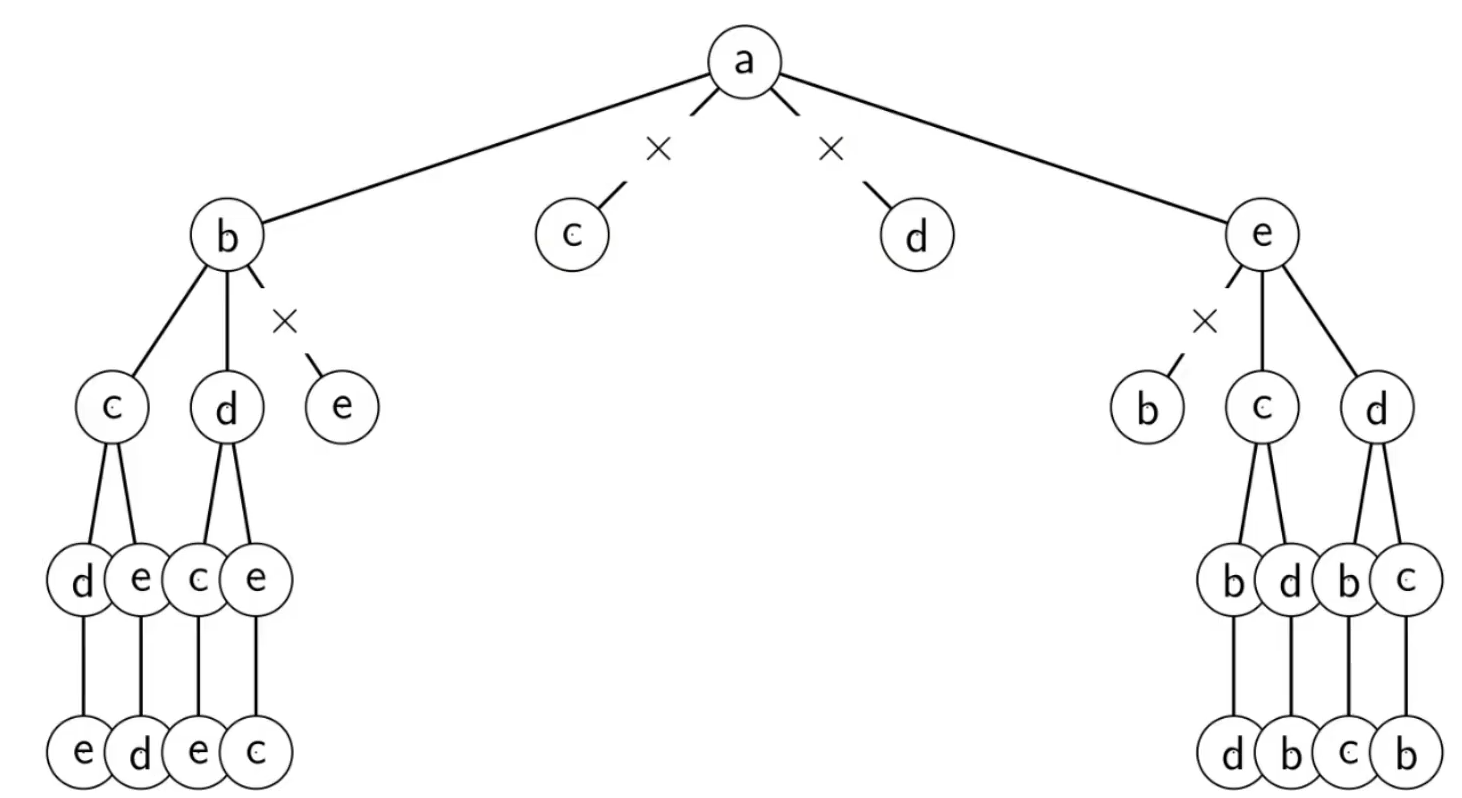 a
× ×
b c d e
× ×
c d e b c d
d e c e b d b c
e d e c d b c b